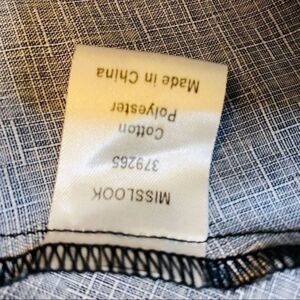 MISSLOOK
379265
Cotton
Polyester
Made in China